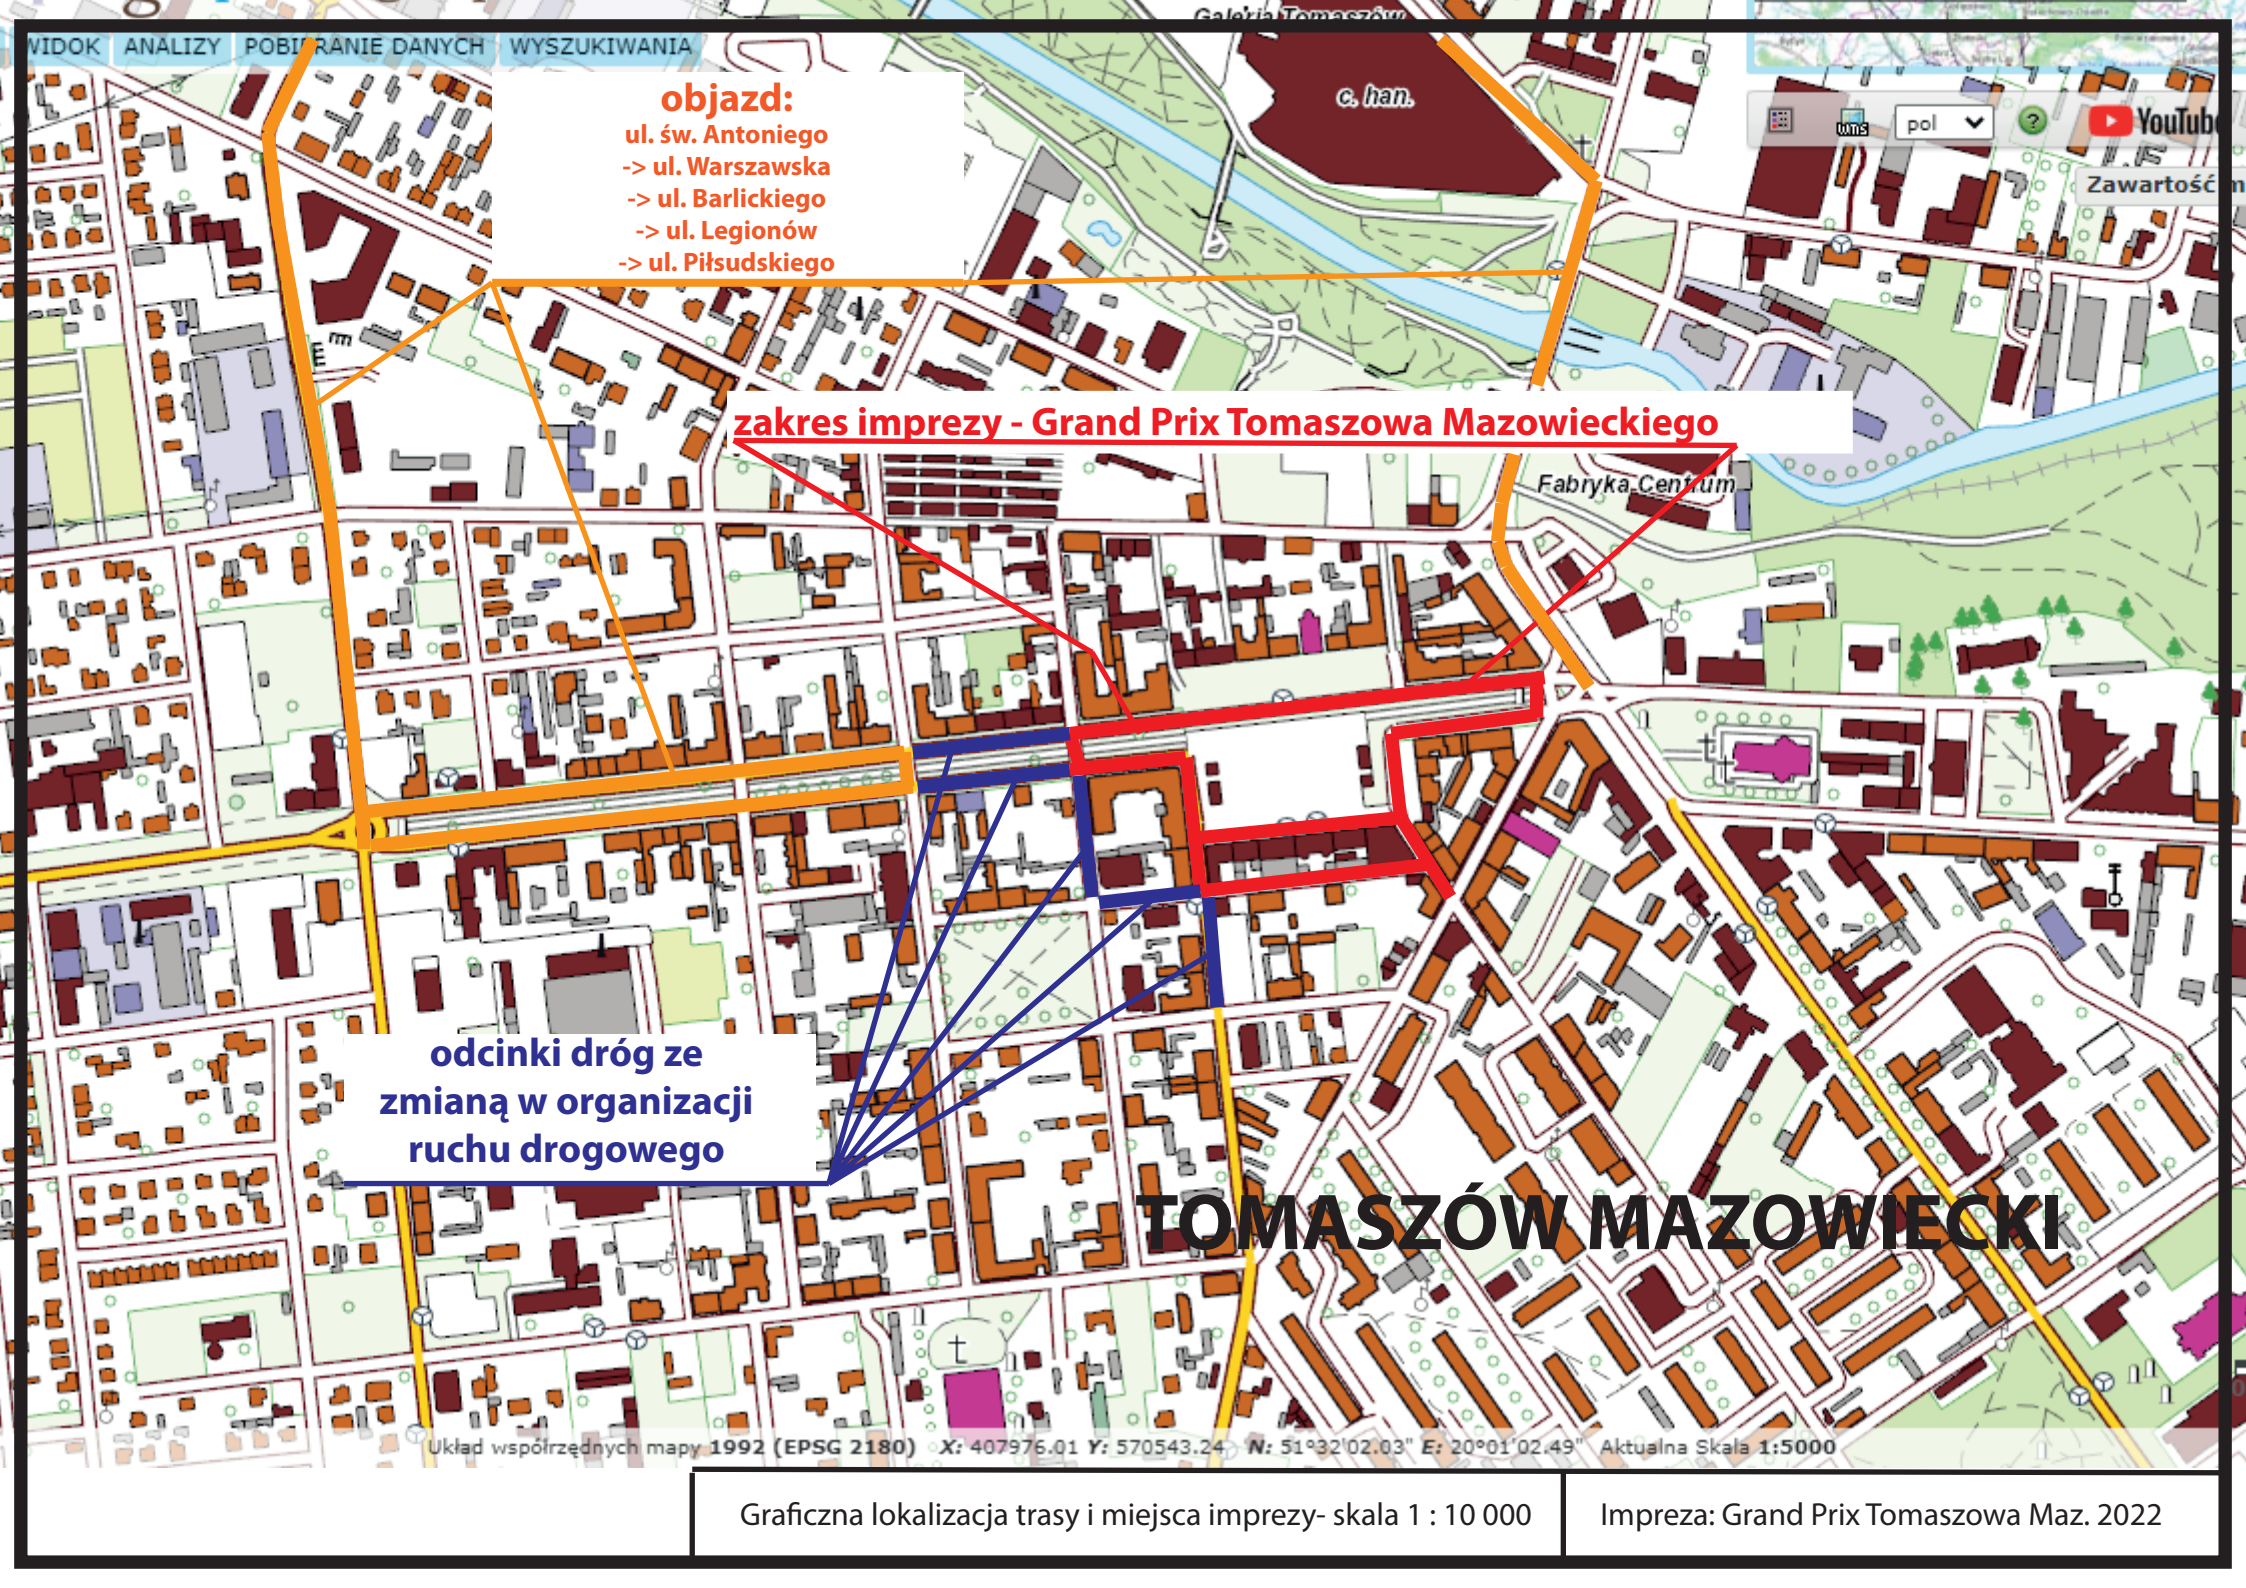 Galeria Tomaszów
WIDOK ANALIZY POBIERANIE DANYCH WYSZUKIWANIA
objazd:
ul. św. Antoniego
-> ul. Warszawska
-> ul. Barlickiego
-> ul. Legionów
-> ul. Piłsudskiego
c. han.
wms
pol
?
YouTube
Zawartość m
zakres imprezy - Grand Prix Tomaszowa Mazowieckiego
Fabryka Centrum
odcinki dróg ze
zmianą w organizacji
ruchu drogowego
TOMASZÓW MAZOWIECKI
Układ współrzędnych mapy 1992 (EPSG 2180) X: 407976.01 Y: 570543.24 N: 51°32'02.03" E: 20°01'02.49" Aktualna Skala 1:5000
Graficzna lokalizacja trasy i miejsca imprezy- skala 1 : 10 000
Impreza: Grand Prix Tomaszowa Maz. 2022